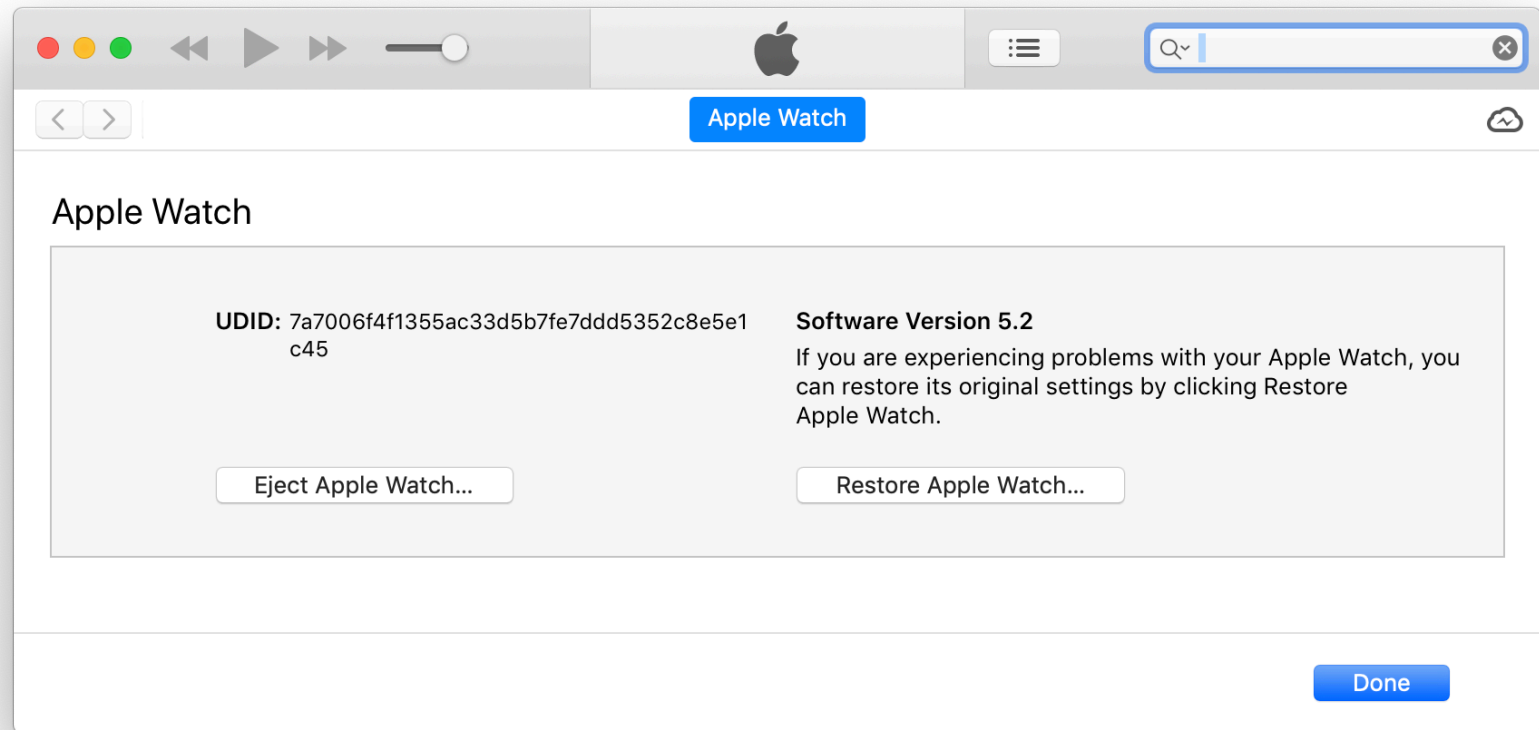 Apple Watch
Apple Watch
UDID: 7a7006f4f1355ac33d5b7fe7ddd5352c8e5e1
c45
Software Version 5.2
If you are experiencing problems with your Apple Watch, you
can restore its original settings by clicking Restore
Apple Watch.
Eject Apple Watch...
Restore Apple Watch...
Done